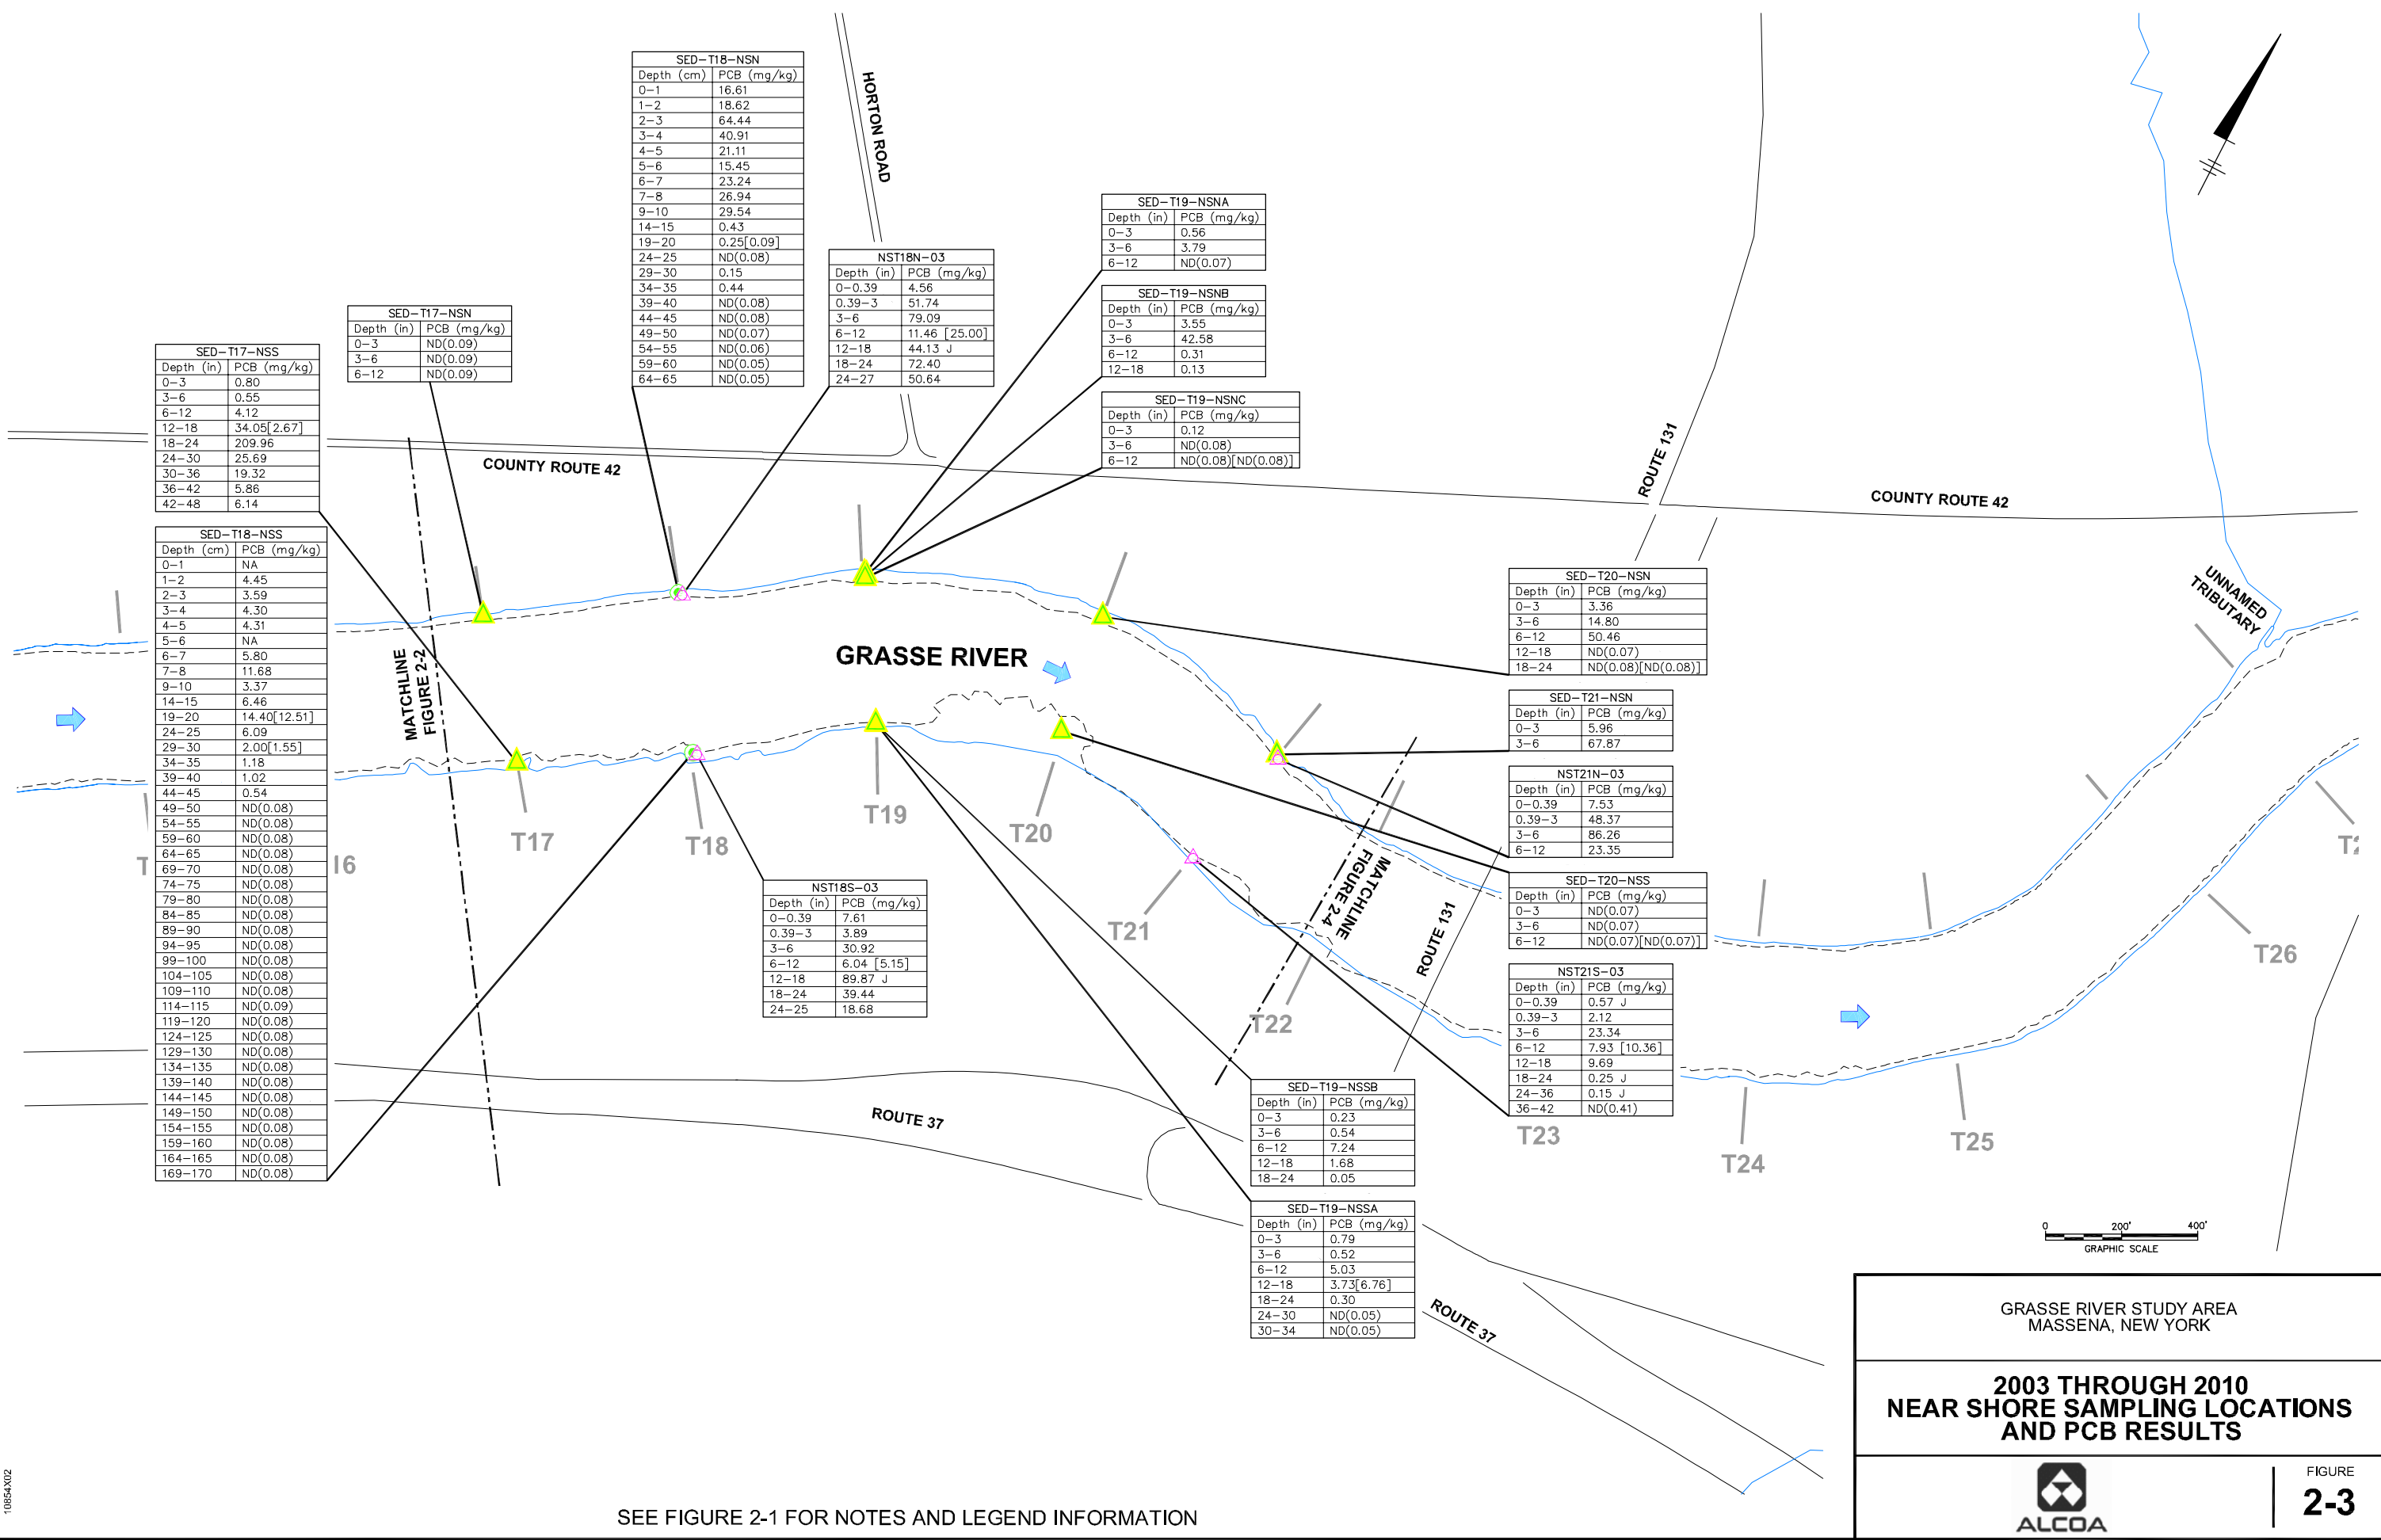 SED-T18-NSN
Depth (cm) PCB (mg/kg)
0-1 16.61
1-2 18.62
2-3 64.44
3-4 40.91
4-5 21.11
5-6 15.45
6-7 23.24
7-8 26.94
9-10 29.54
14-15 0.43
19-20 0.25[0.09]
24-25 ND(0.08)
29-30 0.15
34-35 0.44
39-40 ND(0.08)
44-45 ND(0.08)
49-50 ND(0.07)
54-55 ND(0.06)
59-60 ND(0.05)
64-65 ND(0.05)
HORTON ROAD
SED-T19-NSNA
Depth (in) PCB (mg/kg)
0-3 0.56
3-6 3.79
6-12 ND(0.07)
NST18N-03
Depth (in) PCB (mg/kg)
0-0.39 4.56
0.39-3 51.74
3-6 79.09
6-12 11.46 [25.00]
12-18 44.13 J
18-24 72.40
24-27 50.64
SED-T19-NSNB
Depth (in) PCB (mg/kg)
0-3 3.55
3-6 42.58
6-12 0.31
12-18 0.13
SED-T17-NSN
Depth (in) PCB (mg/kg)
0-3 ND(0.09)
3-6 ND(0.09)
6-12 ND(0.09)
SED-T17-NSS
Depth (in) PCB (mg/kg)
0-3 0.80
3-6 0.55
6-12 4.12
12-18 34.05[2.67]
18-24 209.96
24-30 25.69
30-36 19.32
36-42 5.86
42-48 6.14
SED-T19-NSNC
Depth (in) PCB (mg/kg)
0-3 0.12
3-6 ND(0.08)
6-12 ND(0.08)[ND(0.08)]
COUNTY ROUTE 42
ROUTE 131
COUNTY ROUTE 42
SED-T18-NSS
Depth (cm) PCB (mg/kg)
0-1 NA
1-2 4.45
2-3 3.59
3-4 4.30
4-5 4.31
5-6 NA
6-7 5.80
7-8 11.68
9-10 3.37
14-15 6.46
19-20 14.40[12.51]
24-25 6.09
29-30 2.00[1.55]
34-35 1.18
39-40 1.02
44-45 0.54
49-50 ND(0.08)
54-55 ND(0.08)
59-60 ND(0.08)
64-65 ND(0.08)
69-70 ND(0.08)
74-75 ND(0.08)
79-80 ND(0.08)
84-85 ND(0.08)
89-90 ND(0.08)
94-95 ND(0.08)
99-100 ND(0.08)
104-105 ND(0.08)
109-110 ND(0.08)
114-115 ND(0.09)
119-120 ND(0.08)
124-125 ND(0.08)
129-130 ND(0.08)
134-135 ND(0.08)
139-140 ND(0.08)
144-145 ND(0.08)
149-150 ND(0.08)
154-155 ND(0.08)
159-160 ND(0.08)
164-165 ND(0.08)
169-170 ND(0.08)
SED-T20-NSN
Depth (in) PCB (mg/kg)
0-3 3.36
3-6 14.80
6-12 50.46
12-18 ND(0.07)
18-24 ND(0.08)[ND(0.08)]
UNNAMED
TRIBUTARY
GRASSE RIVER
MATCHLINE
FIGURE 2-2
SED-T21-NSN
Depth (in) PCB (mg/kg)
0-3 5.96
3-6 67.87
NST21N-03
Depth (in) PCB (mg/kg)
0-0.39 7.53
0.39-3 48.37
3-6 86.26
6-12 23.35
T
16
T17
T18
T19
T20
T21
T22
MATCHLINE
FIGURE 2-4
ROUTE 131
SED-T20-NSS
Depth (in) PCB (mg/kg)
0-3 ND(0.07)
3-6 ND(0.07)
6-12 ND(0.07)[ND(0.07)]
NST18S-03
Depth (in) PCB (mg/kg)
0-0.39 7.61
0.39-3 3.89
3-6 30.92
6-12 6.04 [5.15]
12-18 89.87 J
18-24 39.44
24-25 18.68
NST21S-03
Depth (in) PCB (mg/kg)
0-0.39 0.57 J
0.39-3 2.12
3-6 23.34
6-12 7.93 [10.36]
12-18 9.69
18-24 0.25 J
24-36 0.15 J
36-42 ND(0.41)
T23
T24
T25
T26
T2
ROUTE 37
SED-T19-NSSB
Depth (in) PCB (mg/kg)
0-3 0.23
3-6 0.54
6-12 7.24
12-18 1.68
18-24 0.05
SED-T19-NSSA
Depth (in) PCB (mg/kg)
0-3 0.79
3-6 0.52
6-12 5.03
12-18 3.73[6.76]
18-24 0.30
24-30 ND(0.05)
30-34 ND(0.05)
ROUTE 37
0 200' 400'
GRAPHIC SCALE
GRASSE RIVER STUDY AREA
MASSENA, NEW YORK
2003 THROUGH 2010
NEAR SHORE SAMPLING LOCATIONS
AND PCB RESULTS
ALCOA
FIGURE
2-3
SEE FIGURE 2-1 FOR NOTES AND LEGEND INFORMATION
10854X02